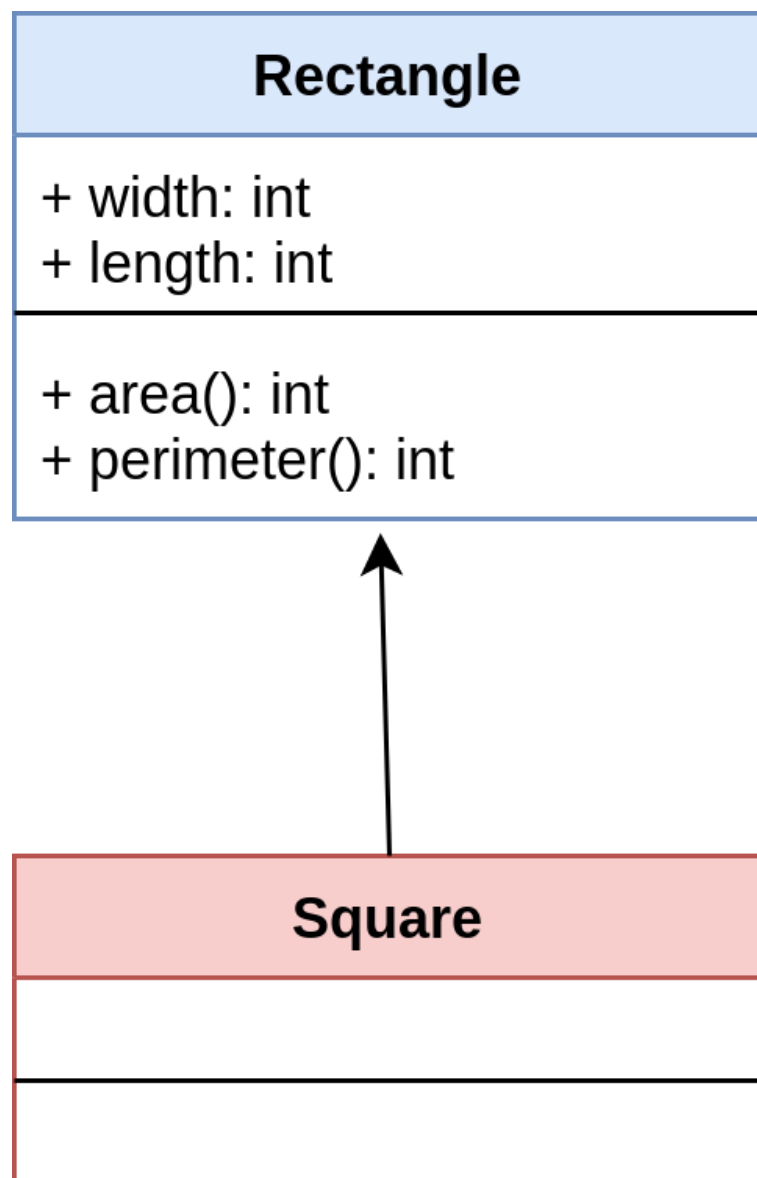 Rectangle
+ width: int
+ length: int
+ area(): int
+ perimeter(): int
Square